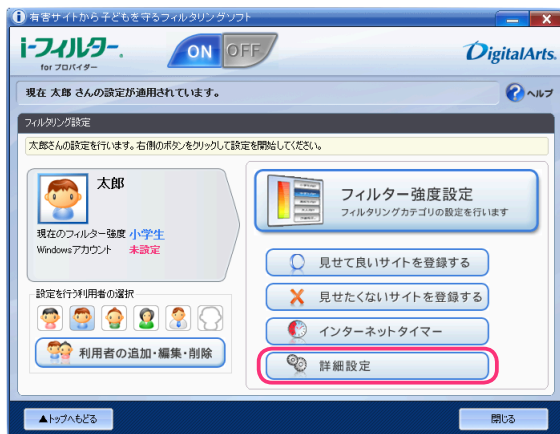 有害サイトから子どもを守るフィルタリングソフト
i-フィルター.
for プロバイダー
ON OFF
DigitalArts.
現在 太郎 さんの設定が適用されています。
ヘルプ
フィルタリング設定
太郎さんの設定を行います。右側のボタンをクリックして設定を開始してください。
太郎
現在のフィルター強度 小学生
Windowsアカウント 未設定
設定を行う利用者の選択
利用者の追加・編集・削除
フィルター強度設定
フィルタリングカテゴリの設定を行います
見せて良いサイトを登録する
見せたくないサイトを登録する
インターネットタイマー
詳細設定
▲トップへもどる
閉じる